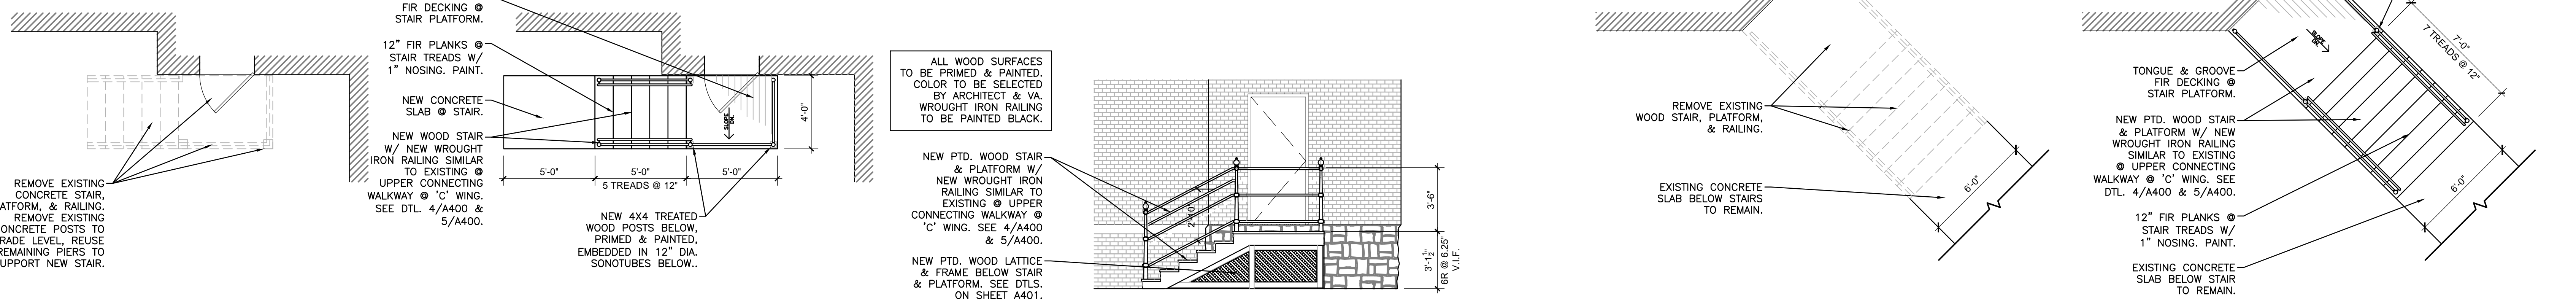 REMOVE EXISTING
CONCRETE STAIR,
ATFORM, & RAILING.
REMOVE EXISTING
ONCRETE POSTS TO
RADE LEVEL, REUSE
REMAINING PIERS TO
UPPORT NEW STAIR.
FIR DECKING @
STAIR PLATFORM.
12" FIR PLANKS @
STAIR TREADS W/
1" NOSING. PAINT.
NEW CONCRETE
SLAB @ STAIR.
NEW WOOD STAIR
W/ NEW WROUGHT
IRON RAILING SIMILAR
TO EXISTING @
UPPER CONNECTING
WALKWAY @ 'C' WING.
SEE DTL. 4/A400 &
5/A400.
SLOPE
DN.
4'-0"
5'-0"
5'-0"
5'-0"
5 TREADS @ 12"
NEW 4X4 TREATED
WOOD POSTS BELOW,
PRIMED & PAINTED,
EMBEDDED IN 12" DIA.
SONOTUBES BELOW..
ALL WOOD SURFACES
TO BE PRIMED & PAINTED.
COLOR TO BE SELECTED
BY ARCHITECT & VA.
WROUGHT IRON RAILING
TO BE PAINTED BLACK.
NEW PTD. WOOD STAIR
& PLATFORM W/
NEW WROUGHT IRON
RAILING SIMILAR TO
EXISTING @ UPPER
CONNECTING WALKWAY @
'C' WING. SEE 4/A400
& 5/A400.
NEW PTD. WOOD LATTICE
& FRAME BELOW STAIR
& PLATFORM. SEE DTLS.
ON SHEET A401.
2'-10"
3'-6"
3'-1½"
6R @ 6.25"
V.I.F.
REMOVE EXISTING
WOOD STAIR, PLATFORM,
& RAILING.
EXISTING CONCRETE
SLAB BELOW STAIRS
TO REMAIN.
6'-0"
SLOPE
DN.
7'-0"
7 TREADS @ 12"
TONGUE & GROOVE
FIR DECKING @
STAIR PLATFORM.
NEW PTD. WOOD STAIR
& PLATFORM W/ NEW
WROUGHT IRON RAILING
SIMILAR TO EXISTING
@ UPPER CONNECTING
WALKWAY @ 'C' WING. SEE
DTL. 4/A400 & 5/A400.
12" FIR PLANKS @
STAIR TREADS W/
1" NOSING. PAINT.
EXISTING CONCRETE
SLAB BELOW STAIR
TO REMAIN.
6'-0"